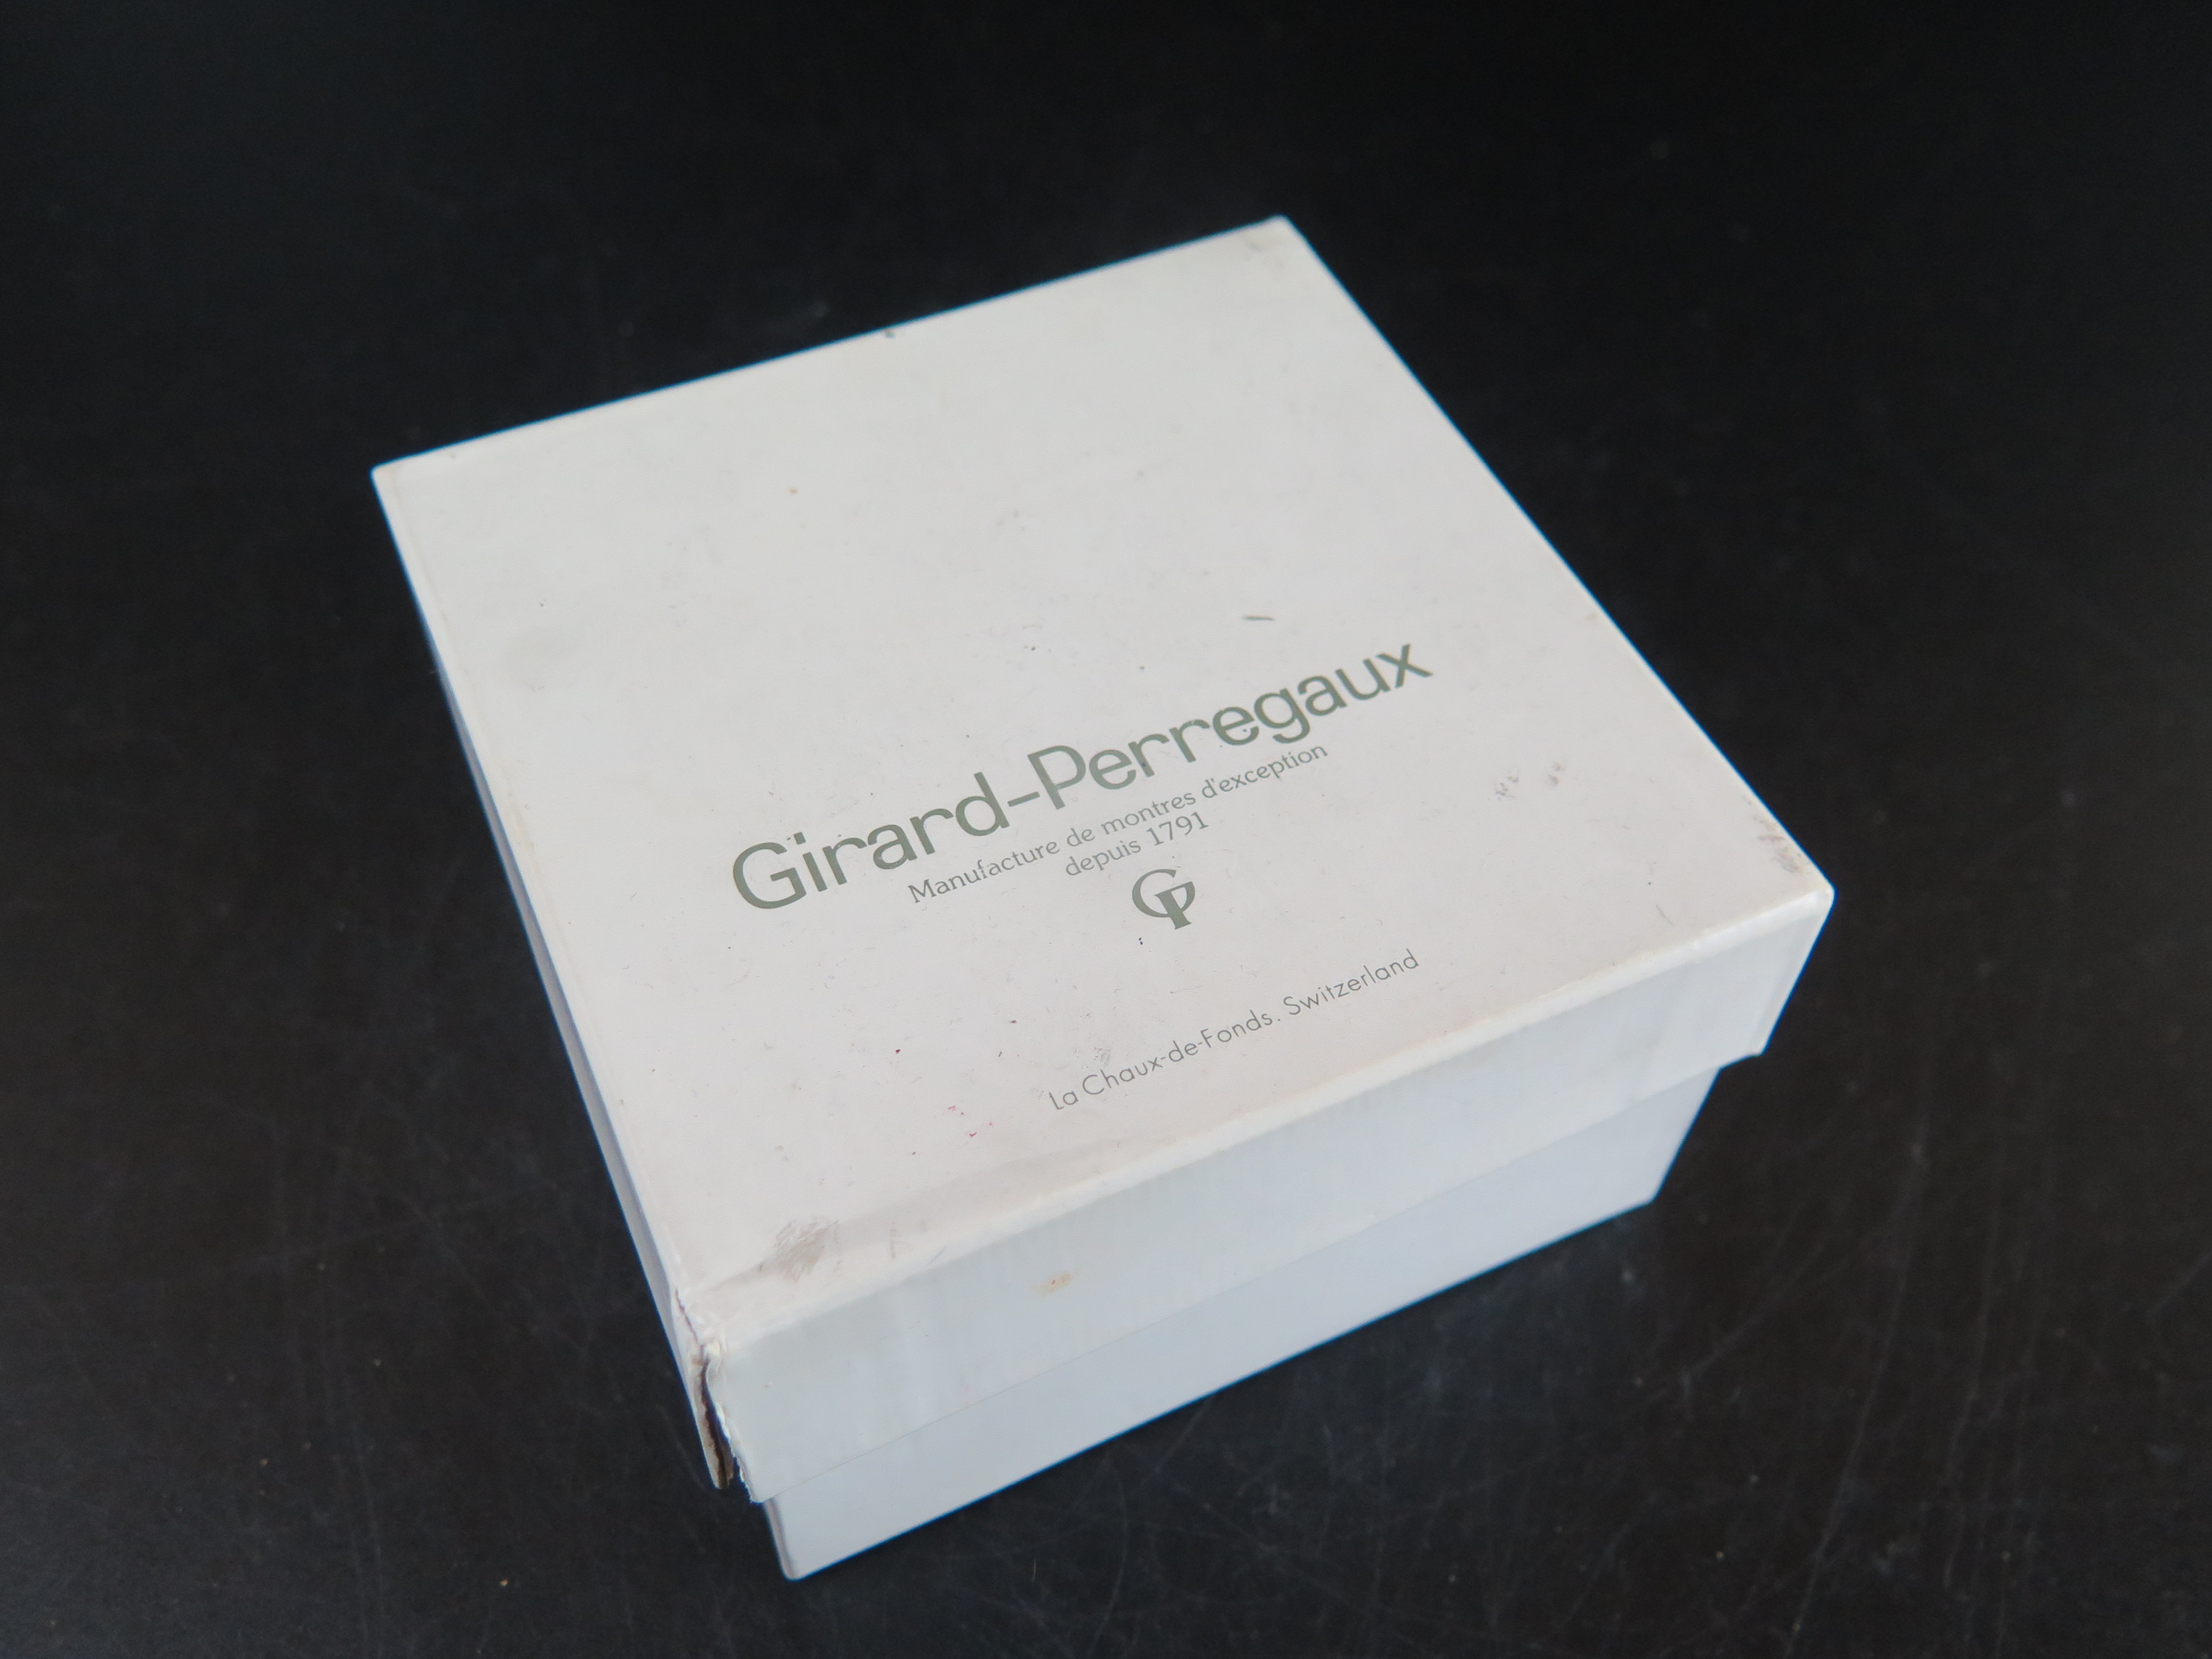 Girard-Perregaux
Manufacture de montres d'exception
depuis 1791
GP
La Chaux-de-Fonds. Switzerland